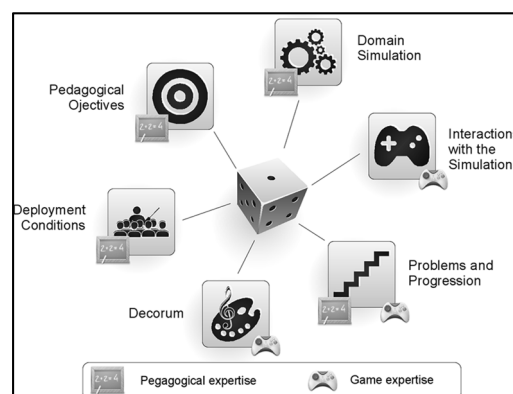 Domain
Simulation
Pedagogical
Ojectives
Interaction
with the
Simulation
Deployment
Conditions
Problems and
Progression
Decorum
Pegagogical expertise
Game expertise